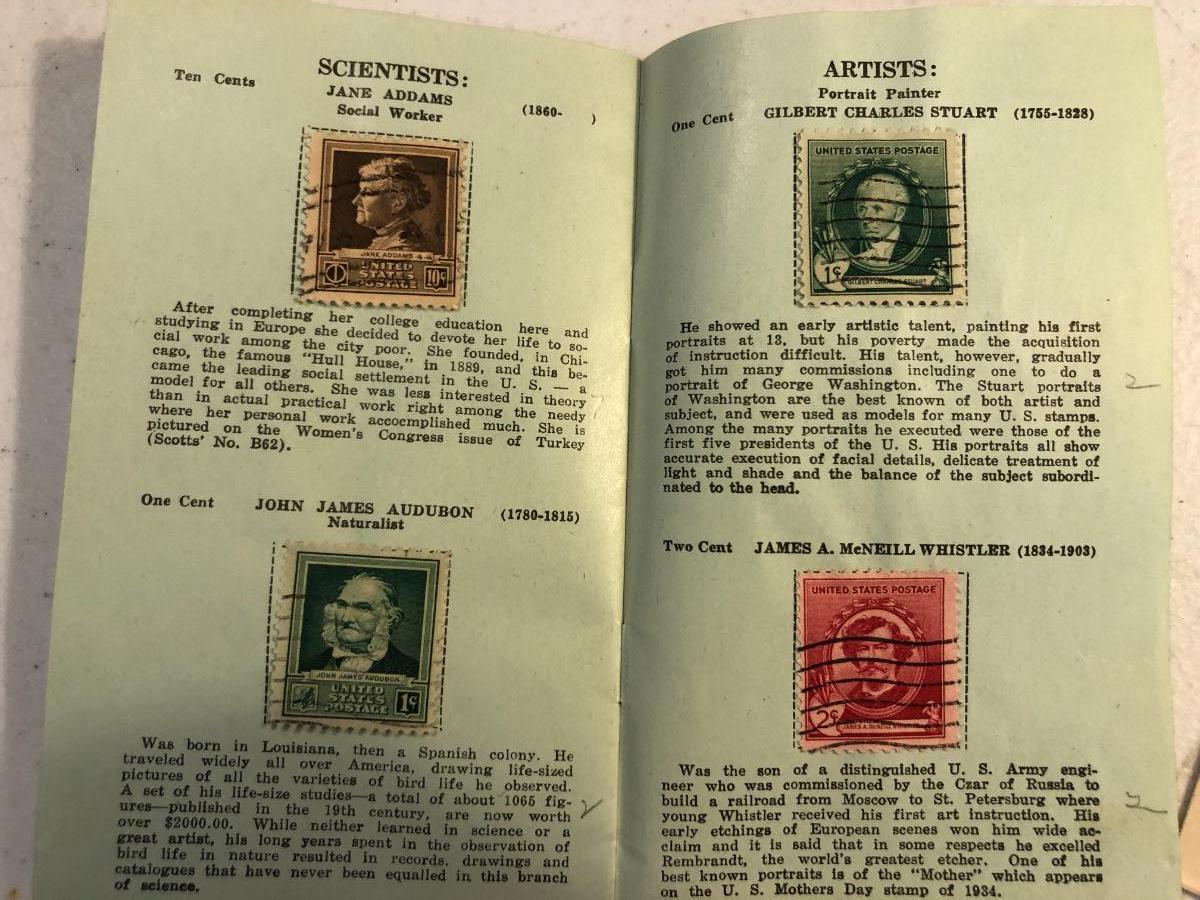 SCIENTISTS:
Ten Cents
JANE ADDAMS
Social Worker
(1860- )
JANE ADDAMS
UNITED
STATES
POSTAGE
10¢
After completing her college education here and
studying in Europe she decided to devote her life to so-
cial work among the city poor. She founded, in Chi-
cago, the famous "Hull House," in 1889, and this be-
came the leading social settlement in the U. S. — a
model for all others. She was less interested in theory
than in actual practical work right among the needy
where her personal work accocmplished much. She is
pictured on the Women's Congress issue of Turkey
(Scotts' No. B62).
One Cent JOHN JAMES AUDUBON (1780-1815)
Naturalist
JOHN JAMES AUDUBON
UNITED
STATES
POSTAGE
1¢
Was born in Louisiana, then a Spanish colony. He
traveled widely all over America, drawing life-sized
pictures of all the varieties of bird life he observed.
A set of his life-size studies—a total of about 1065 fig-
ures—published in the 19th century, are now worth
over $2000.00. While neither learned in science or a
great artist, his long years spent in the observation of
bird life in nature resulted in records, drawings and
catalogues that have never been equalled in this branch
of science.
ARTISTS:
Portrait Painter
One Cent GILBERT CHARLES STUART (1755-1828)
UNITED STATES POSTAGE
1¢
GILBERT CHARLES STUART
He showed an early artistic talent, painting his first
portraits at 13, but his poverty made the acquisition
of instruction difficult. His talent, however, gradually
got him many commissions including one to do a
portrait of George Washington. The Stuart portraits
of Washington are the best known of both artist and
subject, and were used as models for many U. S. stamps.
Among the many portraits he executed were those of the
first five presidents of the U. S. His portraits all show
accurate execution of facial details, delicate treatment of
light and shade and the balance of the subject subordi-
nated to the head.
2
Two Cent JAMES A. McNEILL WHISTLER (1834-1903)
UNITED STATES POSTAGE
2¢
JAMES A. McNEILL WHISTLER
Was the son of a distinguished U. S. Army engi-
neer who was commissioned by the Czar of Russia to
build a railroad from Moscow to St. Petersburg where
young Whistler received his first art instruction. His
early etchings of European scenes won him wide ac-
claim and it is said that in some respects he excelled
Rembrandt, the world's greatest etcher. One of his
best known portraits is of the "Mother" which appears
on the U. S. Mothers Day stamp of 1934.
2